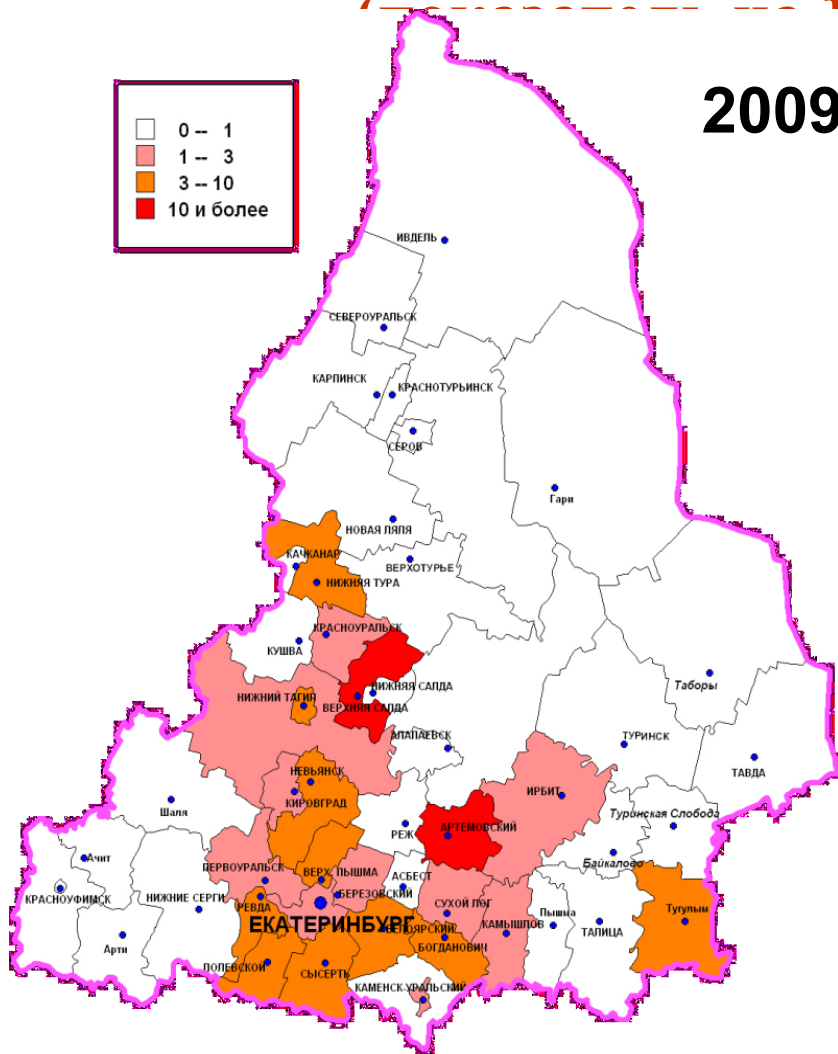 2009
0 -- 1
1 -- 3
3 -- 10
10 и более
ИВДЕЛЬ
СЕВЕРОУРАЛЬСК
КАРПИНСК
КРАСНОТУРЬИНСК
СЕРОВ
Гари
НОВАЯ ЛЯЛЯ
КАЧКАНАР
ВЕРХОТУРЬЕ
НИЖНЯЯ ТУРА
КРАСНОУРАЛЬСК
КУШВА
Таборы
НИЖНЯЯ САЛДА
НИЖНИЙ ТАГИЛ
ВЕРХНЯЯ САЛДА
АЛАПАЕВСК
ТУРИНСК
ТАВДА
НЕВЬЯНСК
ИРБИТ
КИРОВГРАД
Шаля
Туринская Слобода
РЕЖ
АРТЕМОВСКИЙ
Ачит
Байкалово
ПЕРВОУРАЛЬСК
ВЕРХ. ПЫШМА
АСБЕСТ
БЕРЕЗОВСКИЙ
КРАСНОУФИМСК
НИЖНИЕ СЕРГИ
РЕВДА
СУХОЙ ЛОГ
Пышма
Тугулым
ЕКАТЕРИНБУРГ
БЕЛОЯРСКИЙ
КАМЫШЛОВ
ТАЛИЦА
Арти
БОГДАНОВИЧ
ПОЛЕВСКОЙ
СЫСЕРТЬ
КАМЕНСК-УРАЛЬСКИЙ